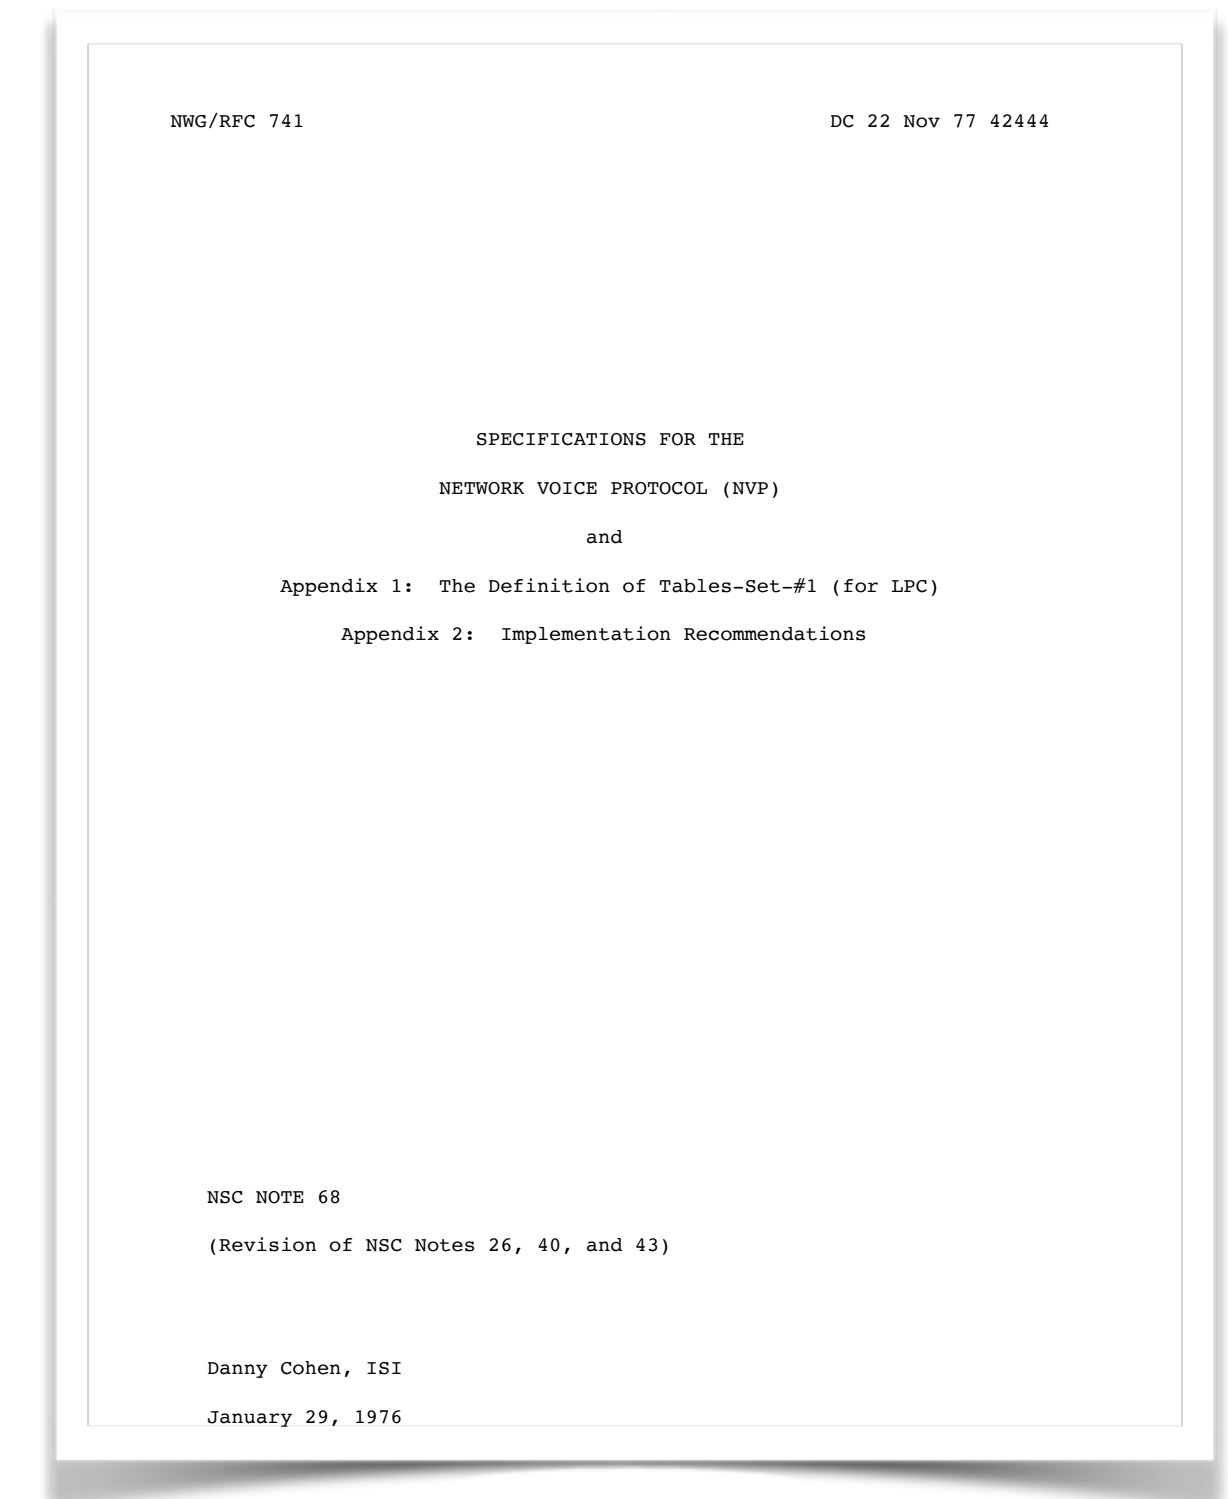 NWG/RFC 741 DC 22 Nov 77 42444
SPECIFICATIONS FOR THE
NETWORK VOICE PROTOCOL (NVP)
and
Appendix 1: The Definition of Tables-Set-#1 (for LPC)
Appendix 2: Implementation Recommendations
NSC NOTE 68
(Revision of NSC Notes 26, 40, and 43)
Danny Cohen, ISI
January 29, 1976